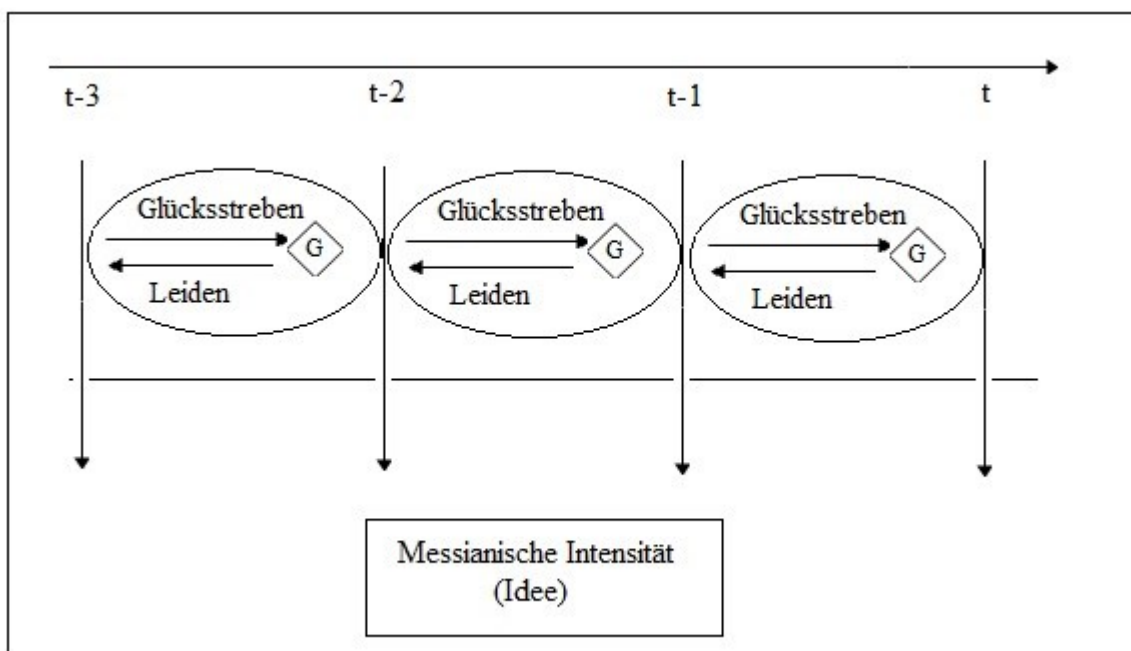 t-3 t-2 t-1 t
Glücksstreben Glücksstreben Glücksstreben
G G G
Leiden Leiden Leiden
Messianische Intensität
(Idee)